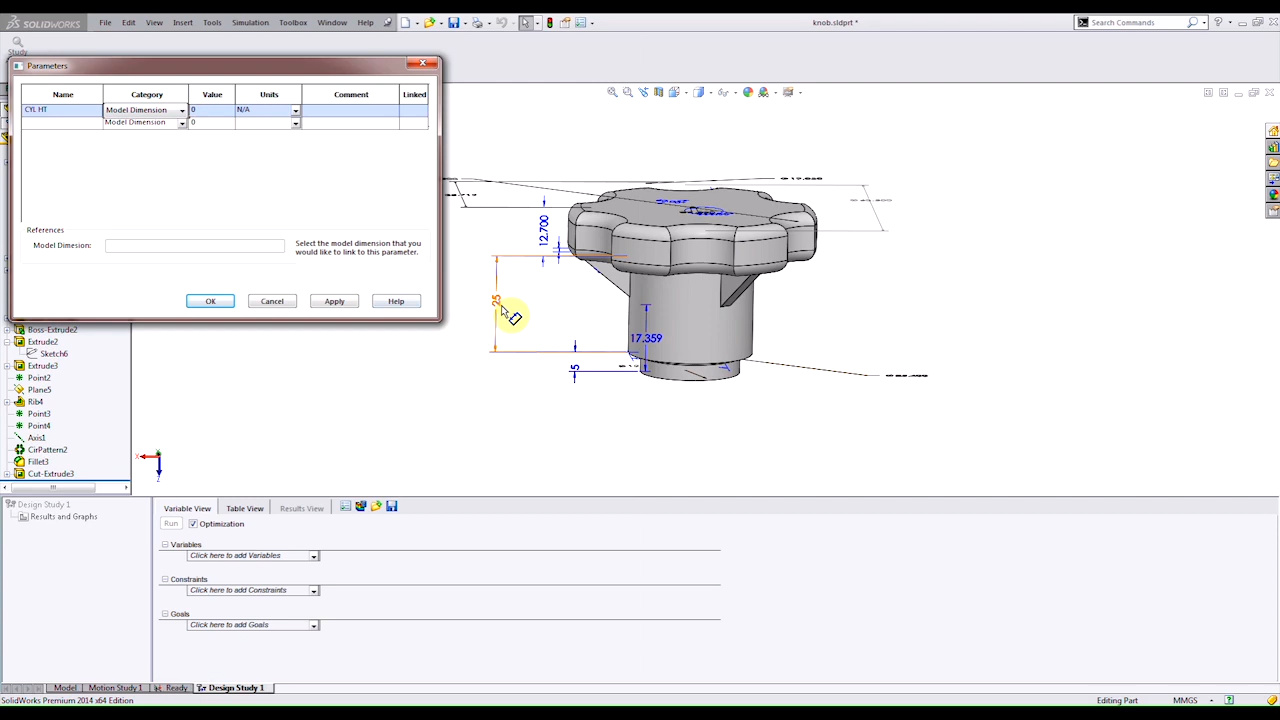 SOLIDWORKS File Edit View Insert Tools Simulation Toolbox Window Help knob.sldprt * Search Commands
Study
Parameters
Name Category Value Units Comment Linked
CYL HT Model Dimension 0 N/A
Model Dimension 0
References
Model Dimesion: Select the model dimension that you
would like to link to this parameter.
OK Cancel Apply Help
12.700
25
17.359
5
Boss-Extrude2
Extrude2
Sketch6
Extrude3
Point2
Plane5
Rib4
Point3
Point4
Axis1
CirPattern2
Fillet3
Cut-Extrude3
X
Z
Design Study 1
Results and Graphs
Variable View Table View Results View
Run Optimization
Variables
Click here to add Variables
Constraints
Click here to add Constraints
Goals
Click here to add Goals
Model Motion Study 1 Ready Design Study 1
SolidWorks Premium 2014 x64 Edition Editing Part MMGS